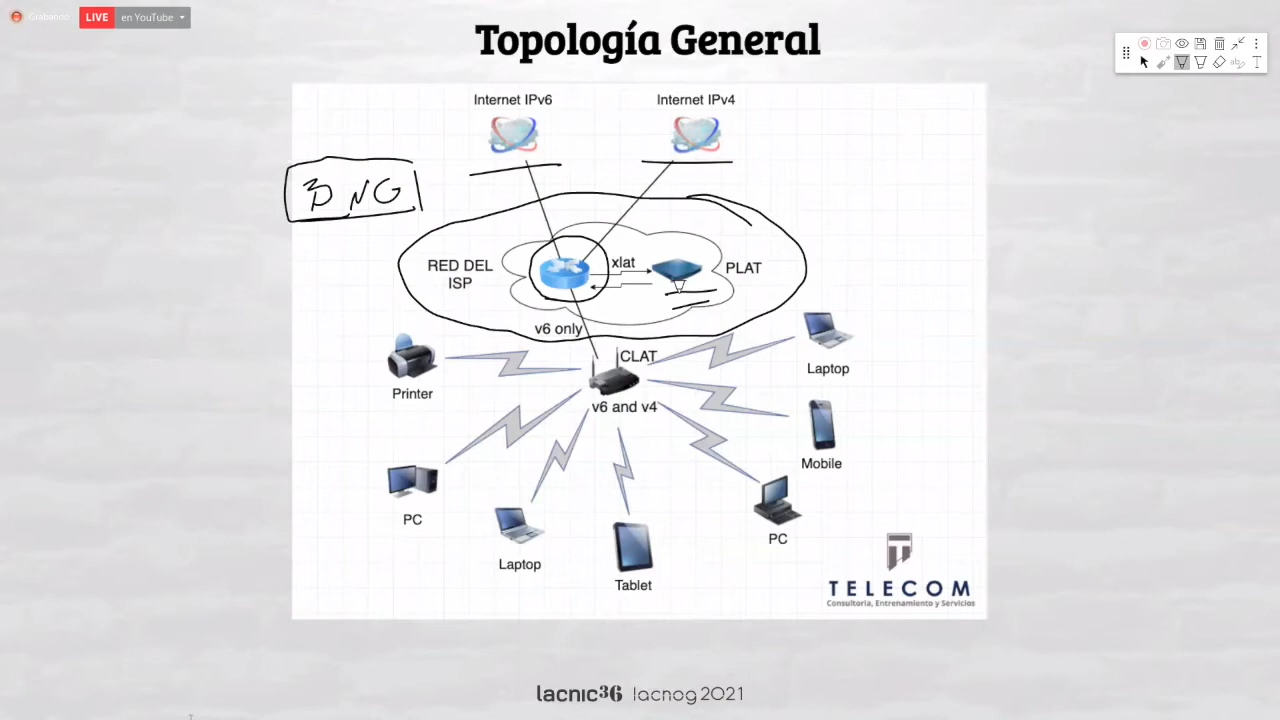 Grabando
LIVE en YouTube
Topología General
Internet IPv6
Internet IPv4
BNG
RED DEL
ISP
xlat
PLAT
v6 only
CLAT
v6 and v4
Printer
Laptop
Mobile
PC
PC
Laptop
Tablet
TELECOM
Consultoría, Entrenamiento y Servicios
lacnic36 lacnog2021